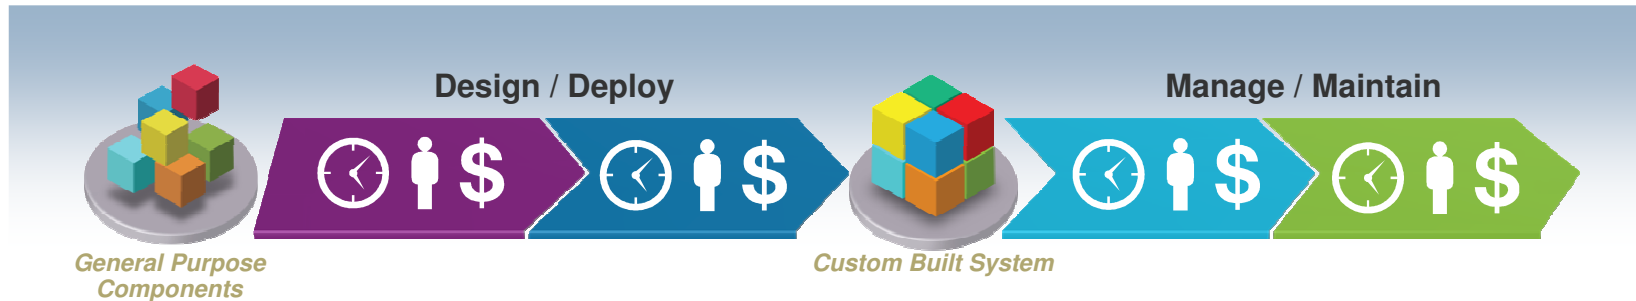 Design / Deploy
Manage / Maintain
$
$
$
$
General Purpose
Components
Custom Built System